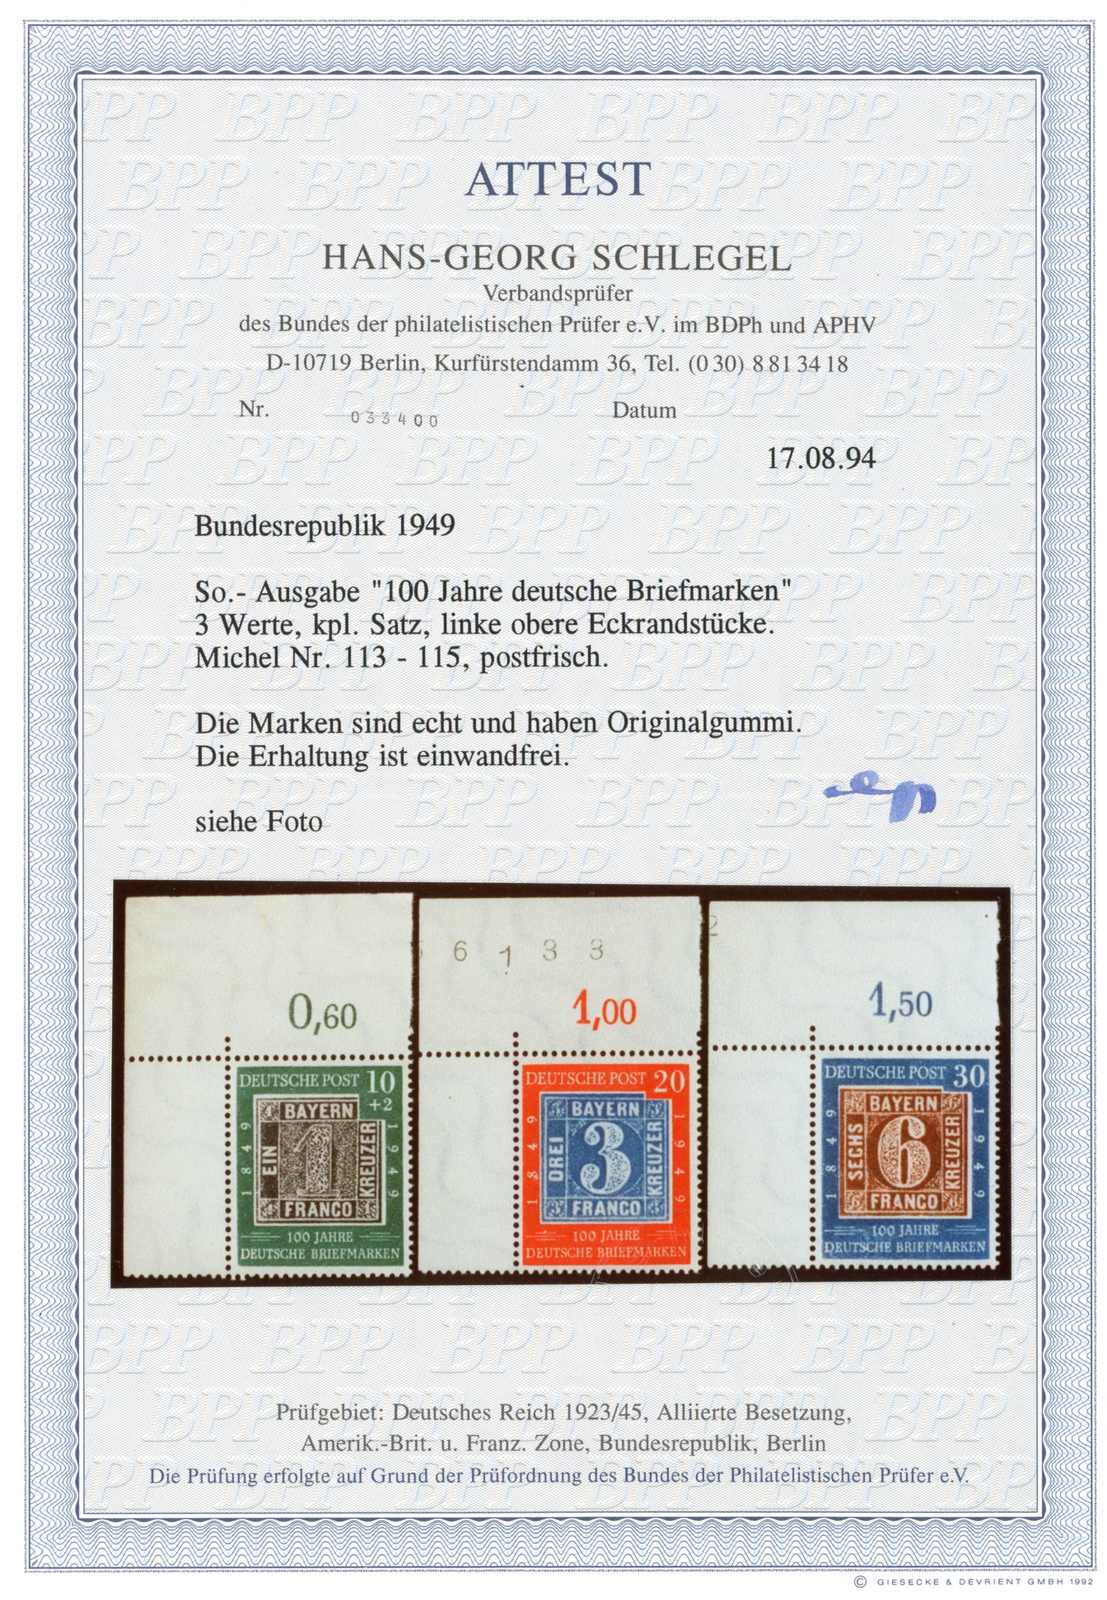 ATTEST
HANS-GEORG SCHLEGEL
Verbandsprüfer
des Bundes der philatelistischen Prüfer e.V. im BDPh und APHV
D-10719 Berlin, Kurfürstendamm 36, Tel. (0 30) 8 81 34 18
Nr. 033400 Datum
17.08.94
Bundesrepublik 1949
So.- Ausgabe "100 Jahre deutsche Briefmarken"
3 Werte, kpl. Satz, linke obere Eckrandstücke.
Michel Nr. 113 - 115, postfrisch.
Die Marken sind echt und haben Originalgummi.
Die Erhaltung ist einwandfrei.
siehe Foto
0,60
DEUTSCHE POST 10
+2
1849
BAYERN
EIN
1
KREUZER
FRANCO
1949
100 JAHRE
DEUTSCHE BRIEFMARKEN
6 1 3 3
1,00
DEUTSCHE POST 20
1849
BAYERN
DREI
3
KREUZER
FRANCO
1949
100 JAHRE
DEUTSCHE BRIEFMARKEN
2
1,50
DEUTSCHE POST 30
1849
BAYERN
SECHS
6
KREUZER
FRANCO
1949
100 JAHRE
DEUTSCHE BRIEFMARKEN
Prüfgebiet: Deutsches Reich 1923/45, Alliierte Besetzung,
Amerik.-Brit. u. Franz. Zone, Bundesrepublik, Berlin
Die Prüfung erfolgte auf Grund der Prüfordnung des Bundes der Philatelistischen Prüfer e.V.
© GIESECKE & DEVRIENT GMBH 1992